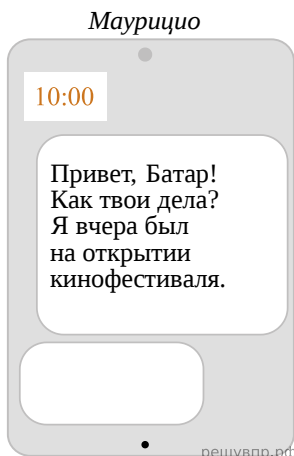 Маурицио
10:00
Привет, Батар!
Как твои дела?
Я вчера был
на открытии
кинофестиваля.
решувпр.рф